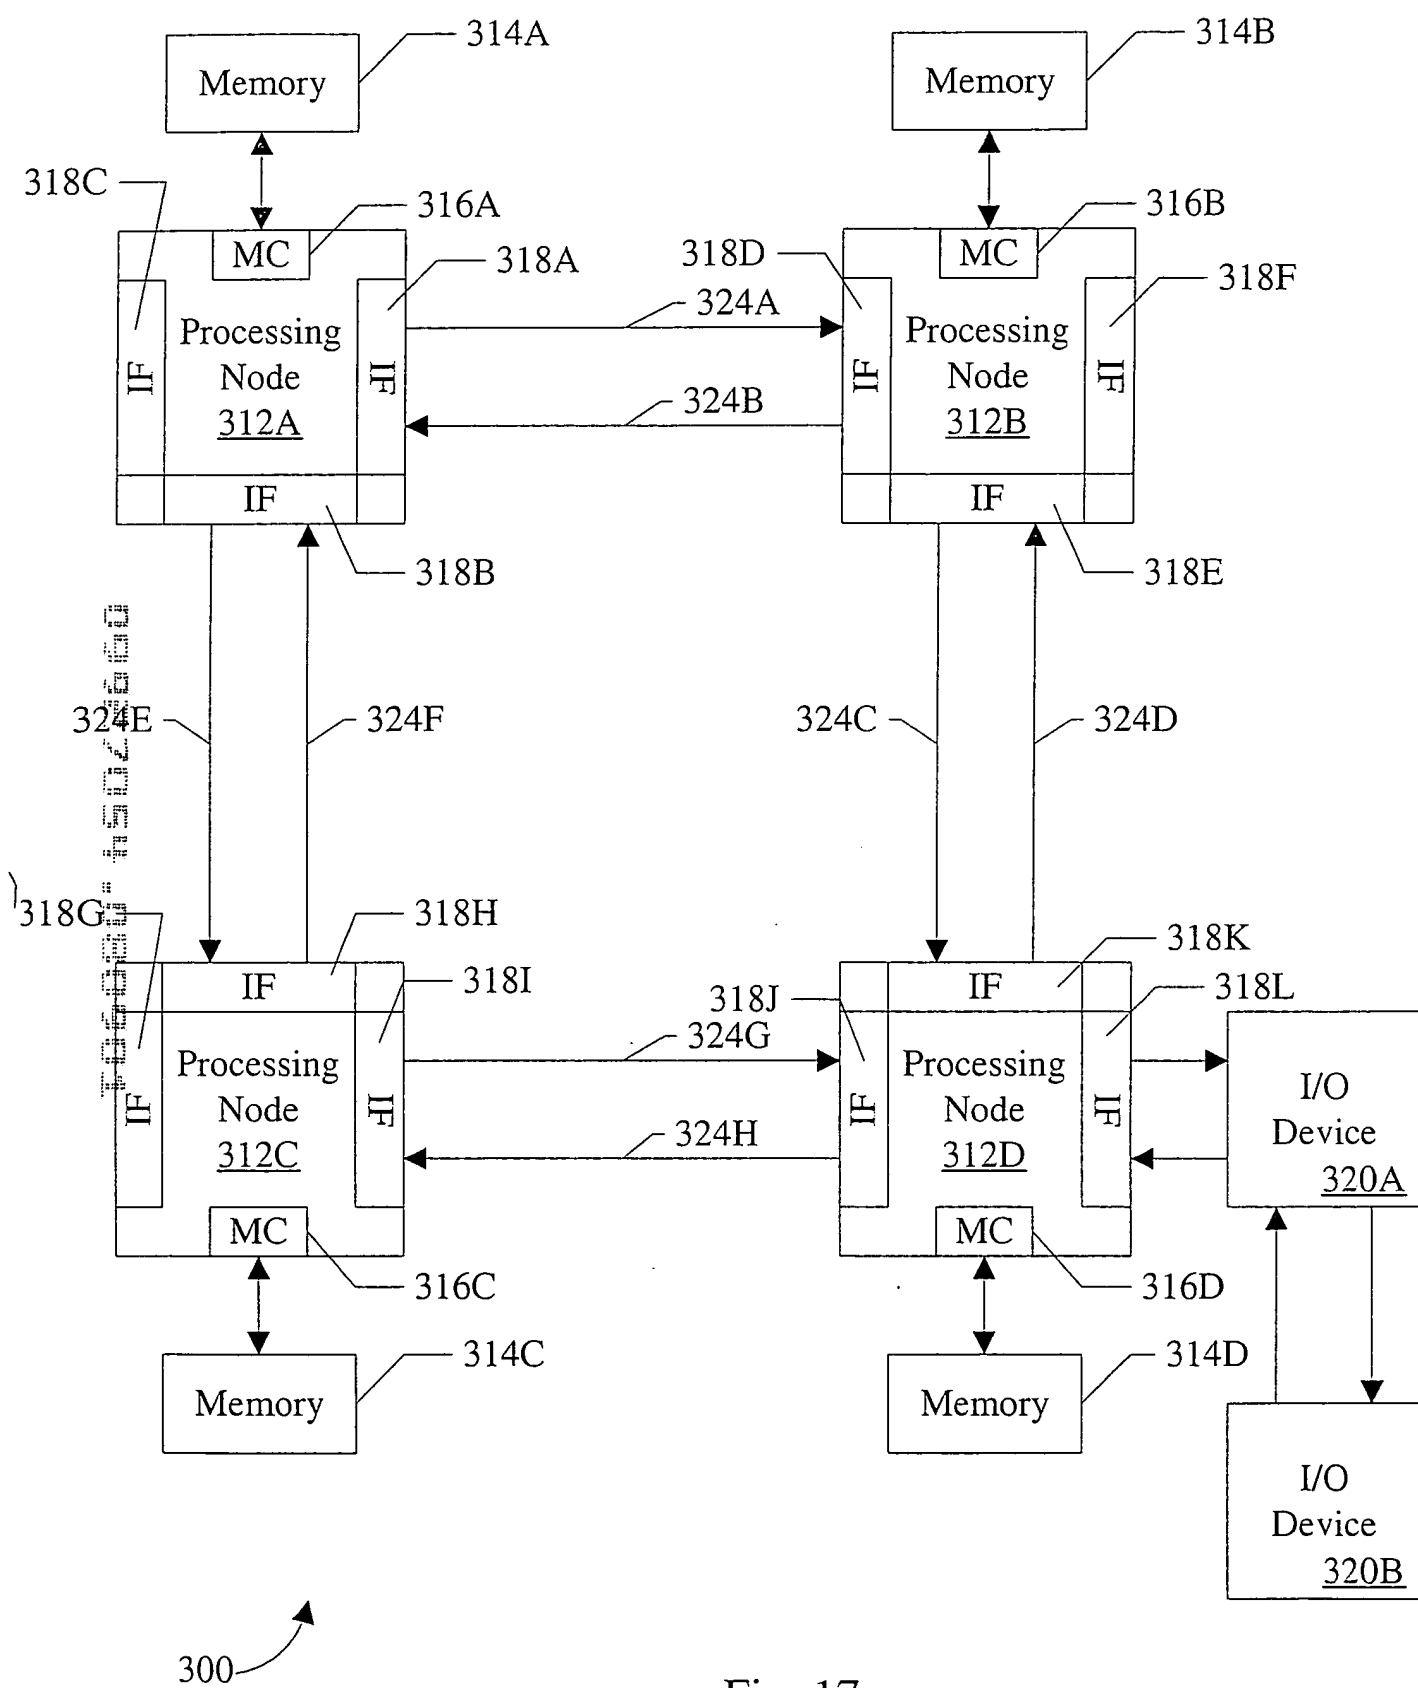 314A
314B
Memory
Memory
318C
316A
316B
MC
MC
318A
318D
318F
324A
Processing
Node
312A
Processing
Node
312B
IF
IF
IF
IF
324B
IF
IF
318B
318E
324E
324F
324C
324D
318G
318H
318K
IF
IF
318I
318J
318L
324G
Processing
Node
312C
Processing
Node
312D
I/O
Device
320A
IF
IF
IF
IF
324H
MC
MC
316C
316D
314C
314D
Memory
Memory
I/O
Device
320B
300